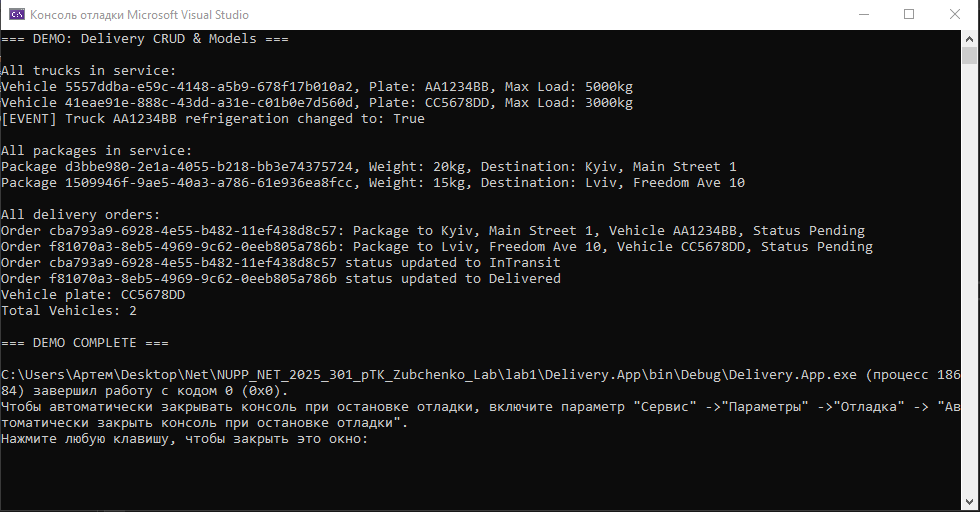 Консоль отладки Microsoft Visual Studio
=== DEMO: Delivery CRUD & Models ===
All trucks in service:
Vehicle 5557ddba-e59c-4148-a5b9-678f17b010a2, Plate: AA1234BB, Max Load: 5000kg
Vehicle 41eae91e-888c-43dd-a31e-c01b0e7d560d, Plate: CC5678DD, Max Load: 3000kg
[EVENT] Truck AA1234BB refrigeration changed to: True
All packages in service:
Package d3bbe980-2e1a-4055-b218-bb3e74375724, Weight: 20kg, Destination: Kyiv, Main Street 1
Package 1509946f-9ae5-40a3-a786-61e936ea8fcc, Weight: 15kg, Destination: Lviv, Freedom Ave 10
All delivery orders:
Order cba793a9-6928-4e55-b482-11ef438d8c57: Package to Kyiv, Main Street 1, Vehicle AA1234BB, Status Pending
Order f81070a3-8eb5-4969-9c62-0eeb805a786b: Package to Lviv, Freedom Ave 10, Vehicle CC5678DD, Status Pending
Order cba793a9-6928-4e55-b482-11ef438d8c57 status updated to InTransit
Order f81070a3-8eb5-4969-9c62-0eeb805a786b status updated to Delivered
Vehicle plate: CC5678DD
Total Vehicles: 2
=== DEMO COMPLETE ===
C:\Users\Артем\Desktop\Net\NUPP_NET_2025_301_pTK_Zubchenko_Lab\lab1\Delivery.App\bin\Debug\Delivery.App.exe (процесс 186
84) завершил работу с кодом 0 (0x0).
Чтобы автоматически закрывать консоль при остановке отладки, включите параметр "Сервис" ->"Параметры" ->"Отладка" -> "Ав
томатически закрыть консоль при остановке отладки".
Нажмите любую клавишу, чтобы закрыть это окно: